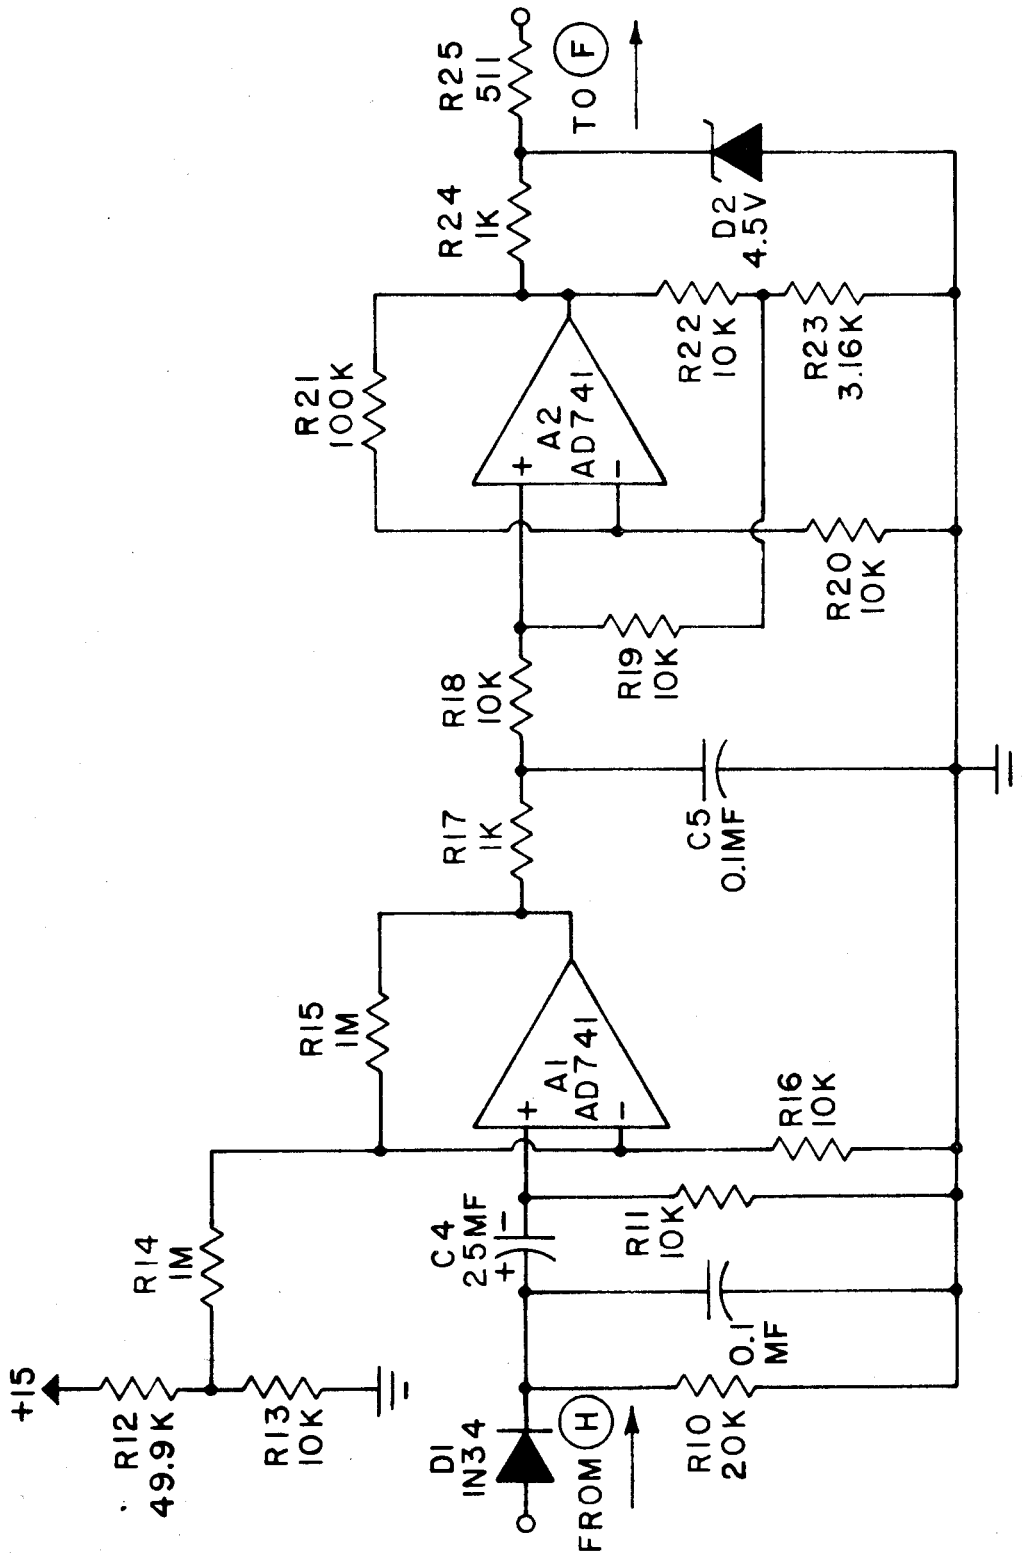 +15
R12
49.9K
R13
10K
R14
1M
R15
1M
D1
1N34
FROM H
R10
20K
0.1
MF
C4
25MF
+
−
R11
10K
+
−
A1
AD741
R16
10K
R17
1K
C5
0.1MF
R18
10K
R19
10K
R20
10K
R21
100K
+
−
A2
AD741
R22
10K
R23
3.16K
R24
1K
D2
4.5V
R25
511
TO F